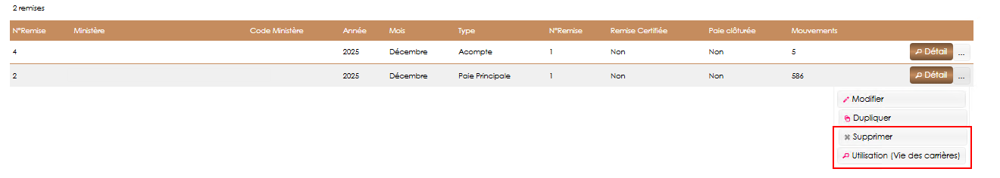 2 remises
N°Remise Ministère Code Ministère Année Mois Type N°Remise Remise Certifiée Paie clôturée Mouvements
4 2025 Décembre Acompte 1 Non Non 5 Détail ...
2 2025 Décembre Paie Principale 1 Non Non 586 Détail ...
Modifier
Dupliquer
Supprimer
Utilisation (Vie des carrières)